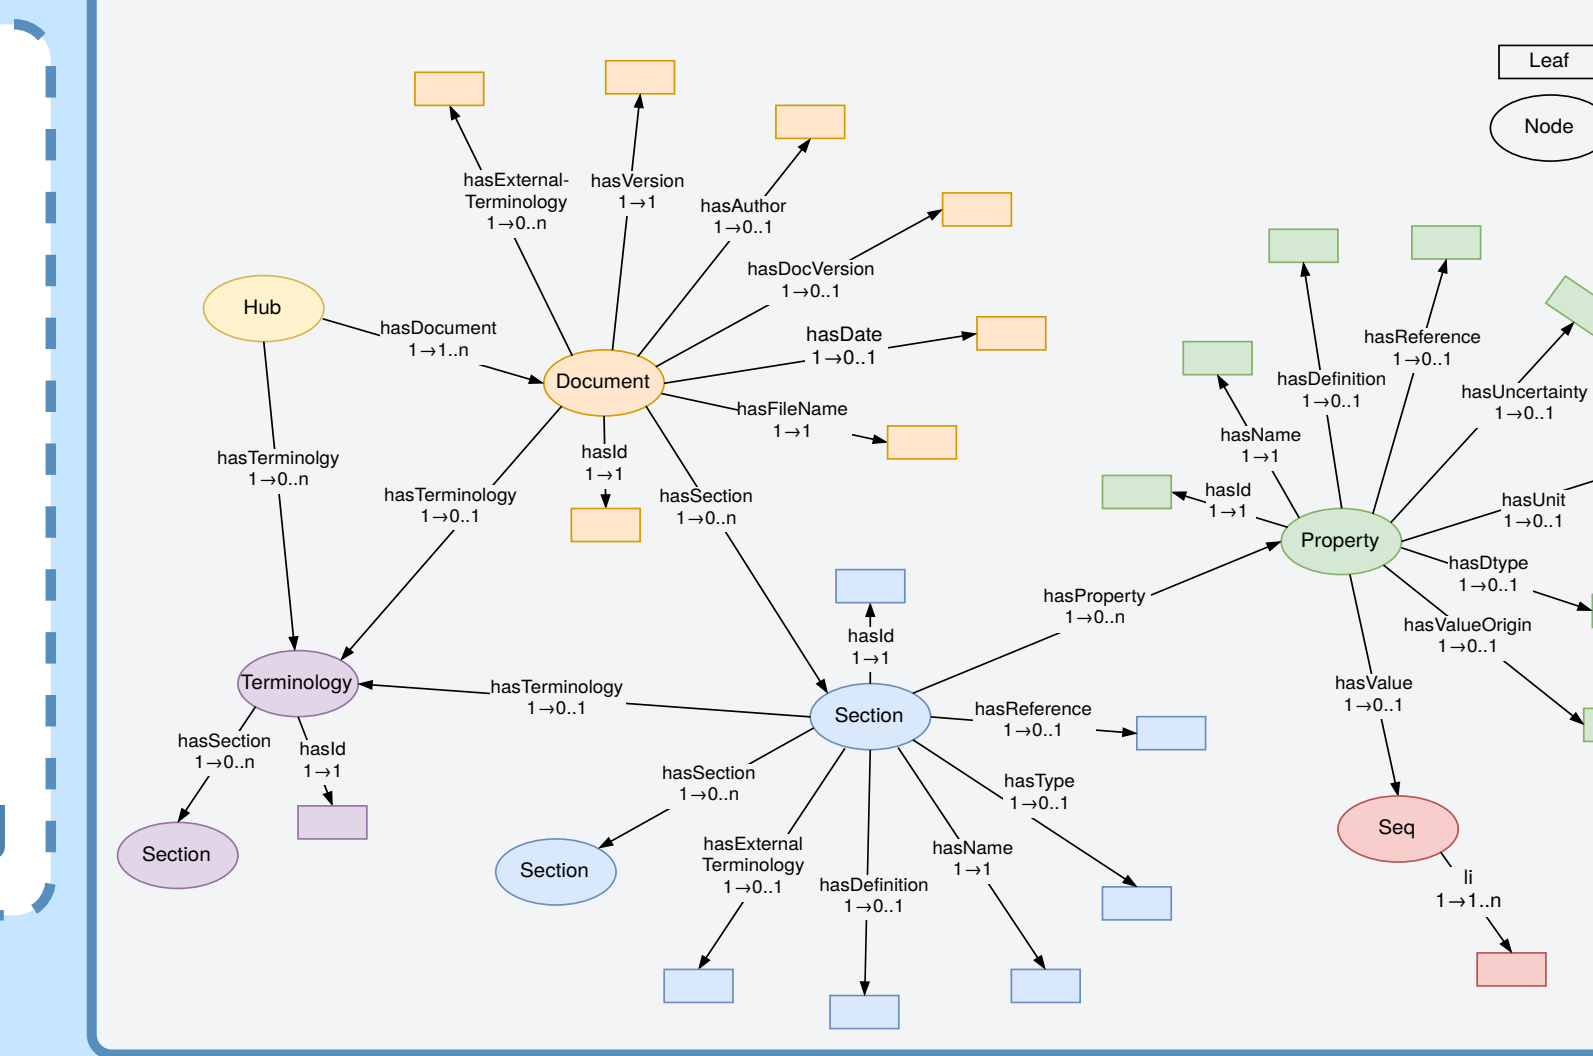 Leaf
Node
hasExternal-
Terminology
1→0..n
hasVersion
1→1
hasAuthor
1→0..1
hasDocVersion
1→0..1
Hub
hasDocument
1→1..n
hasDate
1→0..1
Document
hasFileName
1→1
hasId
1→1
hasTerminolgy
1→0..n
hasTerminology
1→0..1
hasSection
1→0..n
hasReference
1→0..1
hasDefinition
1→0..1
hasUncertainty
1→0..1
hasName
1→1
hasId
1→1
hasUnit
1→0..1
Property
hasDtype
1→0..1
hasValueOrigin
1→0..1
hasProperty
1→0..n
hasId
1→1
hasValue
1→0..1
Terminology
hasTerminology
1→0..1
Section
hasReference
1→0..1
hasSection
1→0..n
hasId
1→1
hasSection
1→0..n
hasType
1→0..1
Section
Section
hasExternal
Terminology
1→0..1
hasDefinition
1→0..1
hasName
1→1
Seq
li
1→1..n